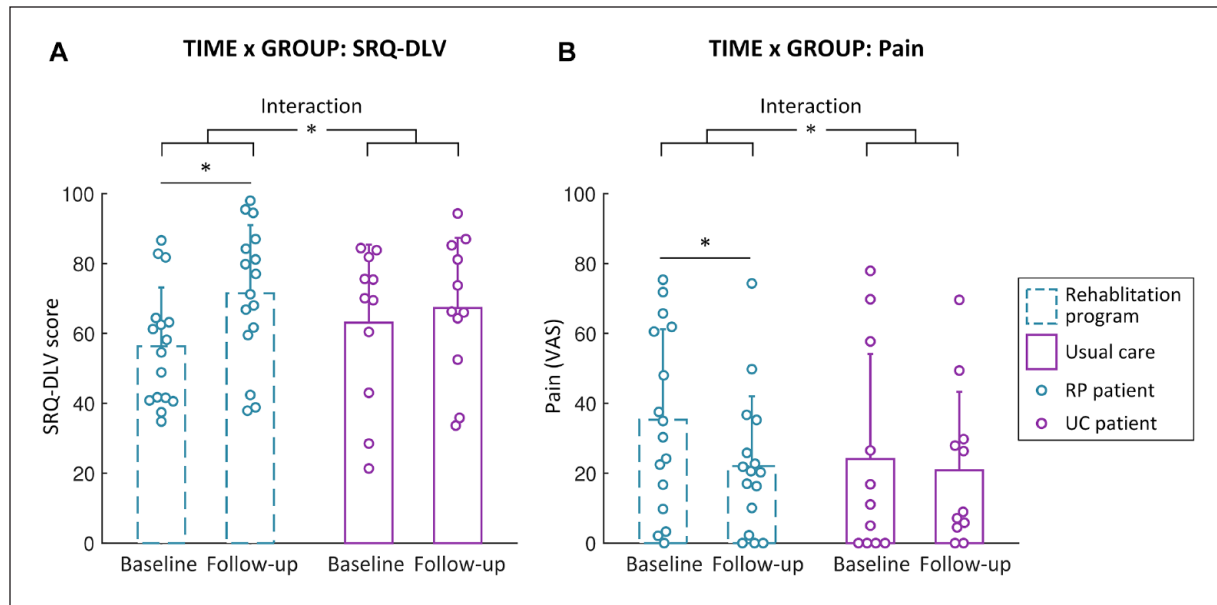 A
TIME x GROUP: SRQ-DLV
Interaction
*
*
SRQ-DLV score
100
80
60
40
20
0
Baseline Follow-up Baseline Follow-up
B
TIME x GROUP: Pain
Interaction
*
*
Pain (VAS)
100
80
60
40
20
0
Baseline Follow-up Baseline Follow-up
Rehablitation
program
Usual care
RP patient
UC patient